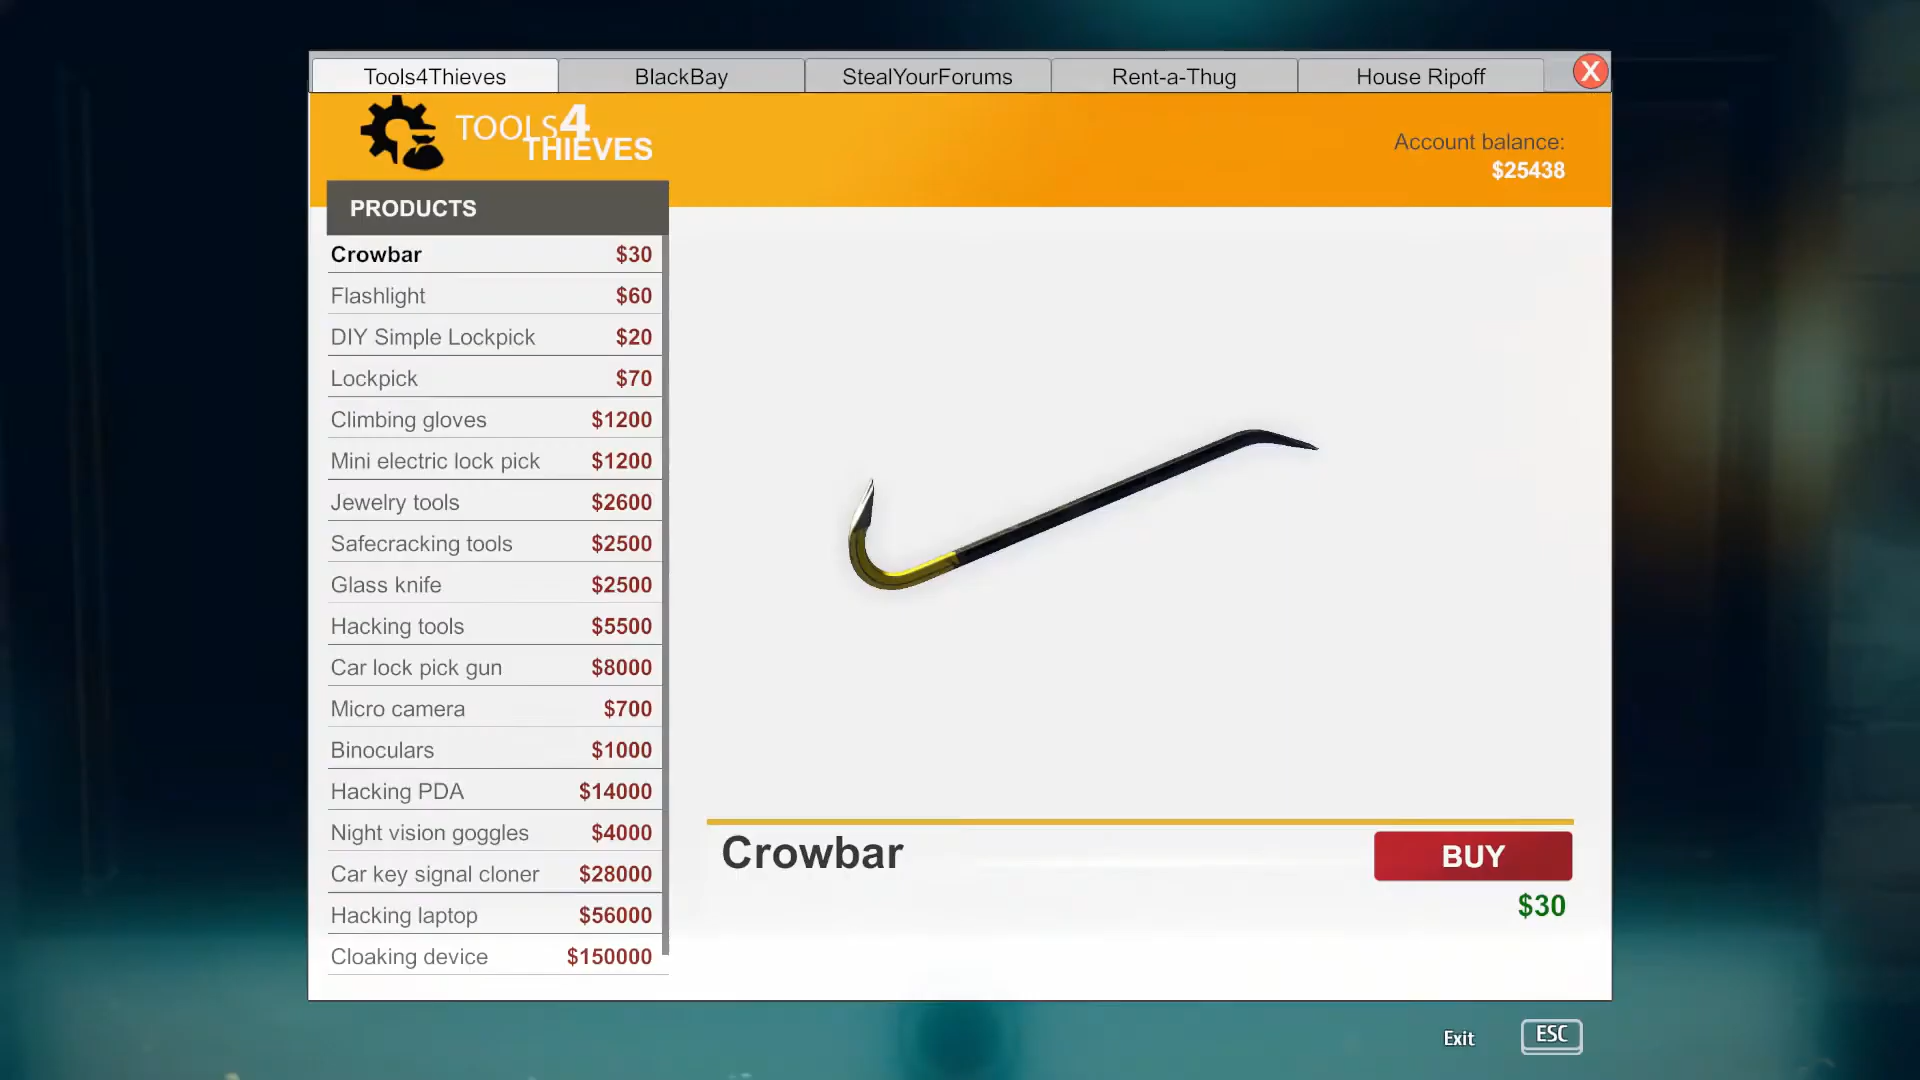 Tools4Thieves BlackBay StealYourForums Rent-a-Thug House Ripoff X
TOOLS4
THIEVES
Account balance:
$25438
PRODUCTS
Crowbar $30
Flashlight $60
DIY Simple Lockpick $20
Lockpick $70
Climbing gloves $1200
Mini electric lock pick $1200
Jewelry tools $2600
Safecracking tools $2500
Glass knife $2500
Hacking tools $5500
Car lock pick gun $8000
Micro camera $700
Binoculars $1000
Hacking PDA $14000
Night vision goggles $4000
Car key signal cloner $28000
Hacking laptop $56000
Cloaking device $150000
Crowbar
BUY
$30
Exit ESC